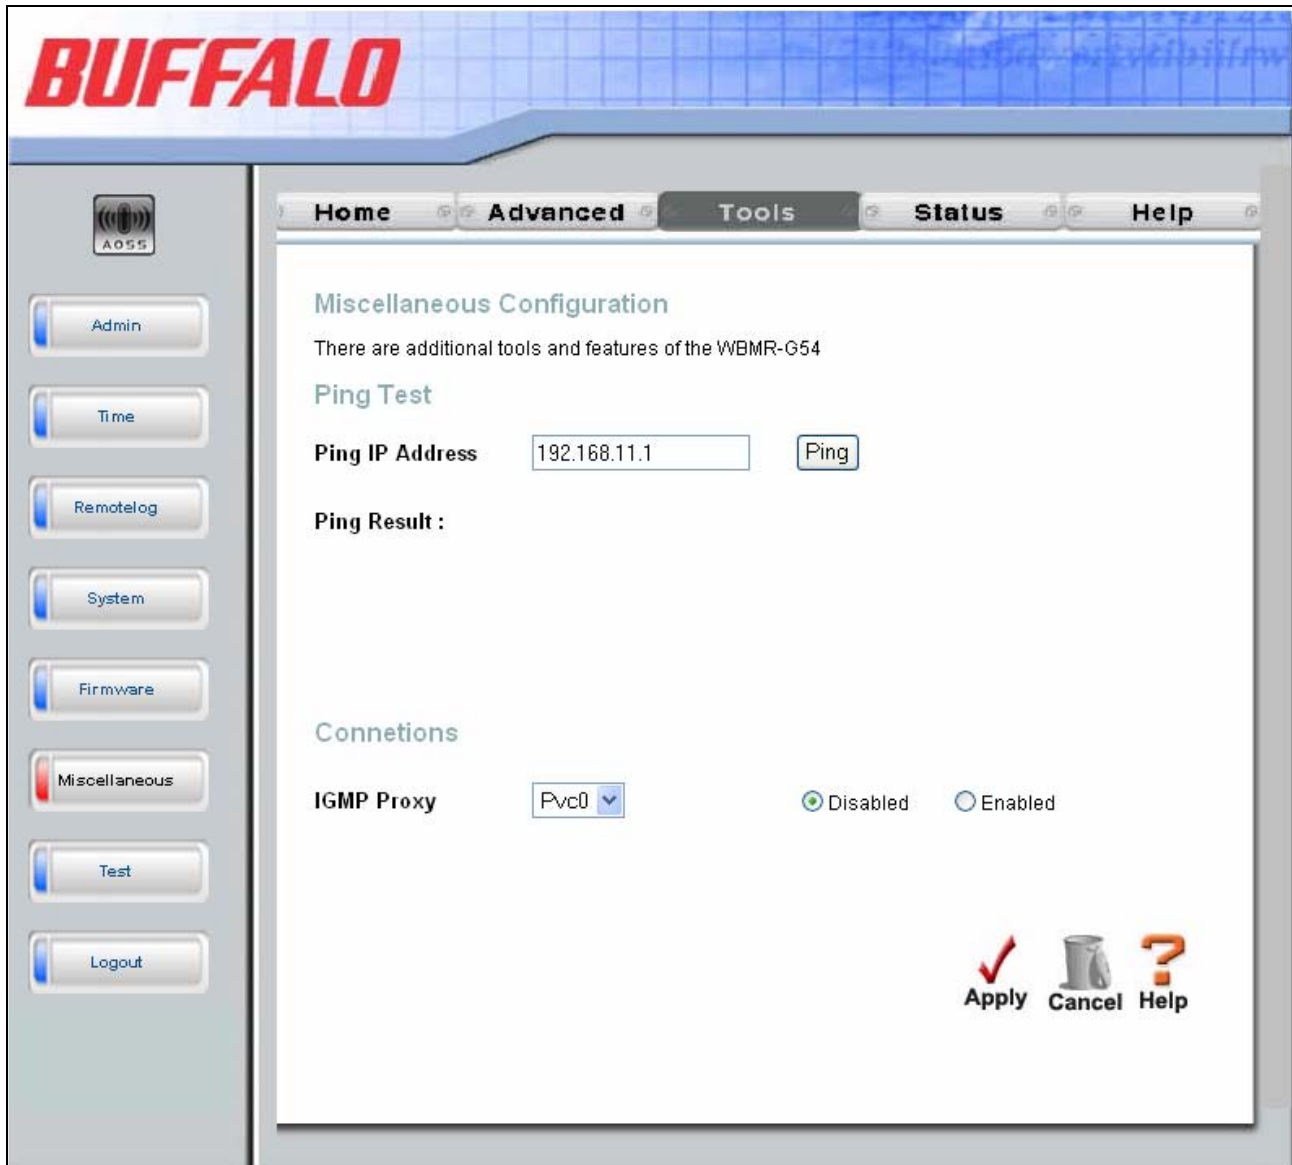 BUFFALO
AOSS
Home Advanced Tools Status Help
Admin
Time
Remotelog
System
Firmware
Miscellaneous
Test
Logout
Miscellaneous Configuration
There are additional tools and features of the WBMR-G54
Ping Test
Ping IP Address 192.168.11.1 Ping
Ping Result :
Connetions
IGMP Proxy Pvc0 Disabled Enabled
Apply Cancel Help